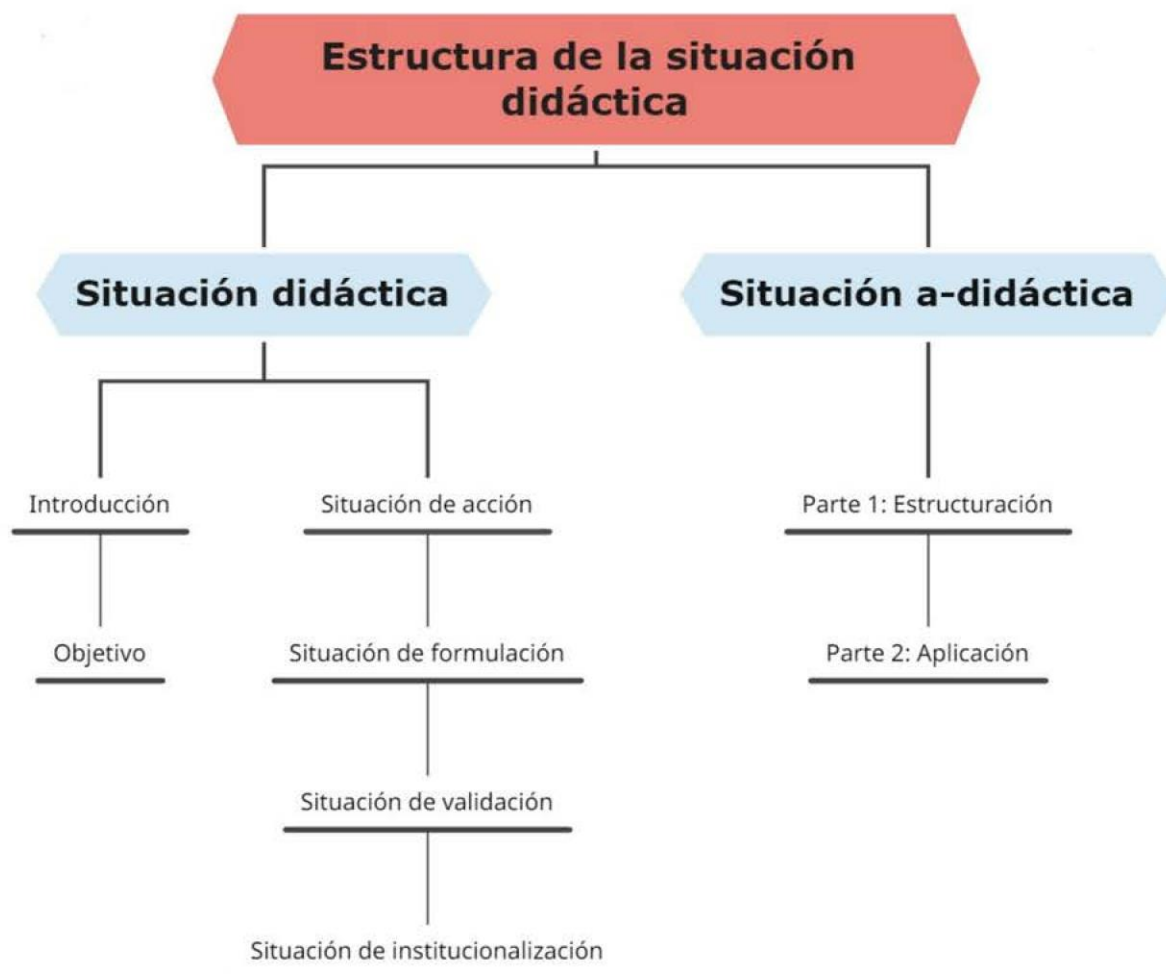 Estructura de la situación
didáctica
Situación didáctica
Situación a-didáctica
Introducción
Situación de acción
Parte 1: Estructuración
Objetivo
Situación de formulación
Parte 2: Aplicación
Situación de validación
Situación de institucionalización